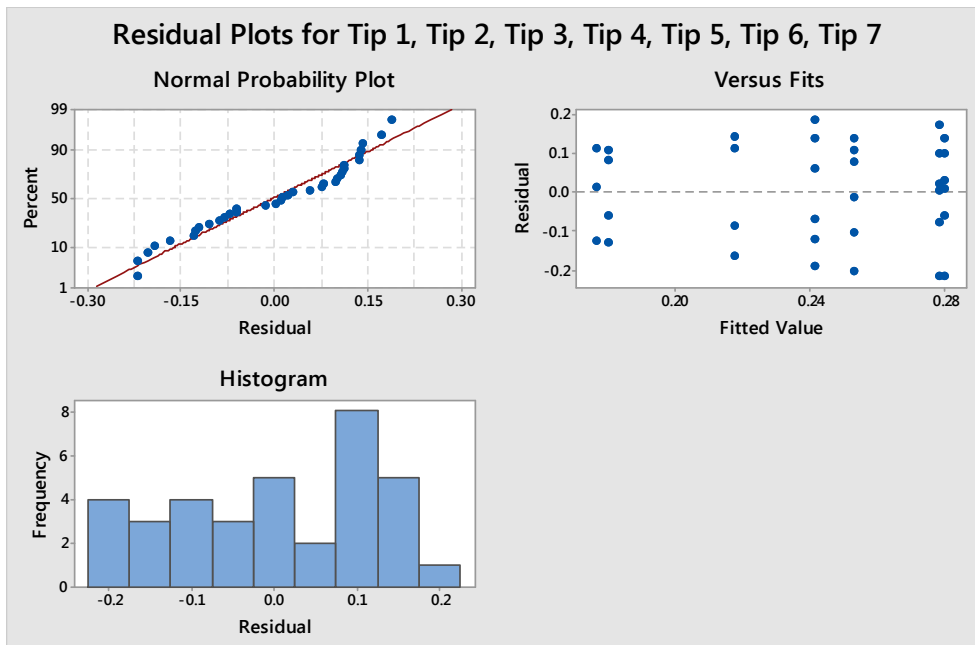 Residual Plots for Tip 1, Tip 2, Tip 3, Tip 4, Tip 5, Tip 6, Tip 7
Normal Probability Plot
99
90
50
10
1
Percent
-0.30 -0.15 0.00 0.15 0.30
Residual
Versus Fits
0.2
0.1
0.0
-0.1
-0.2
Residual
0.20 0.24 0.28
Fitted Value
Histogram
8
6
4
2
0
Frequency
-0.2 -0.1 0.0 0.1 0.2
Residual